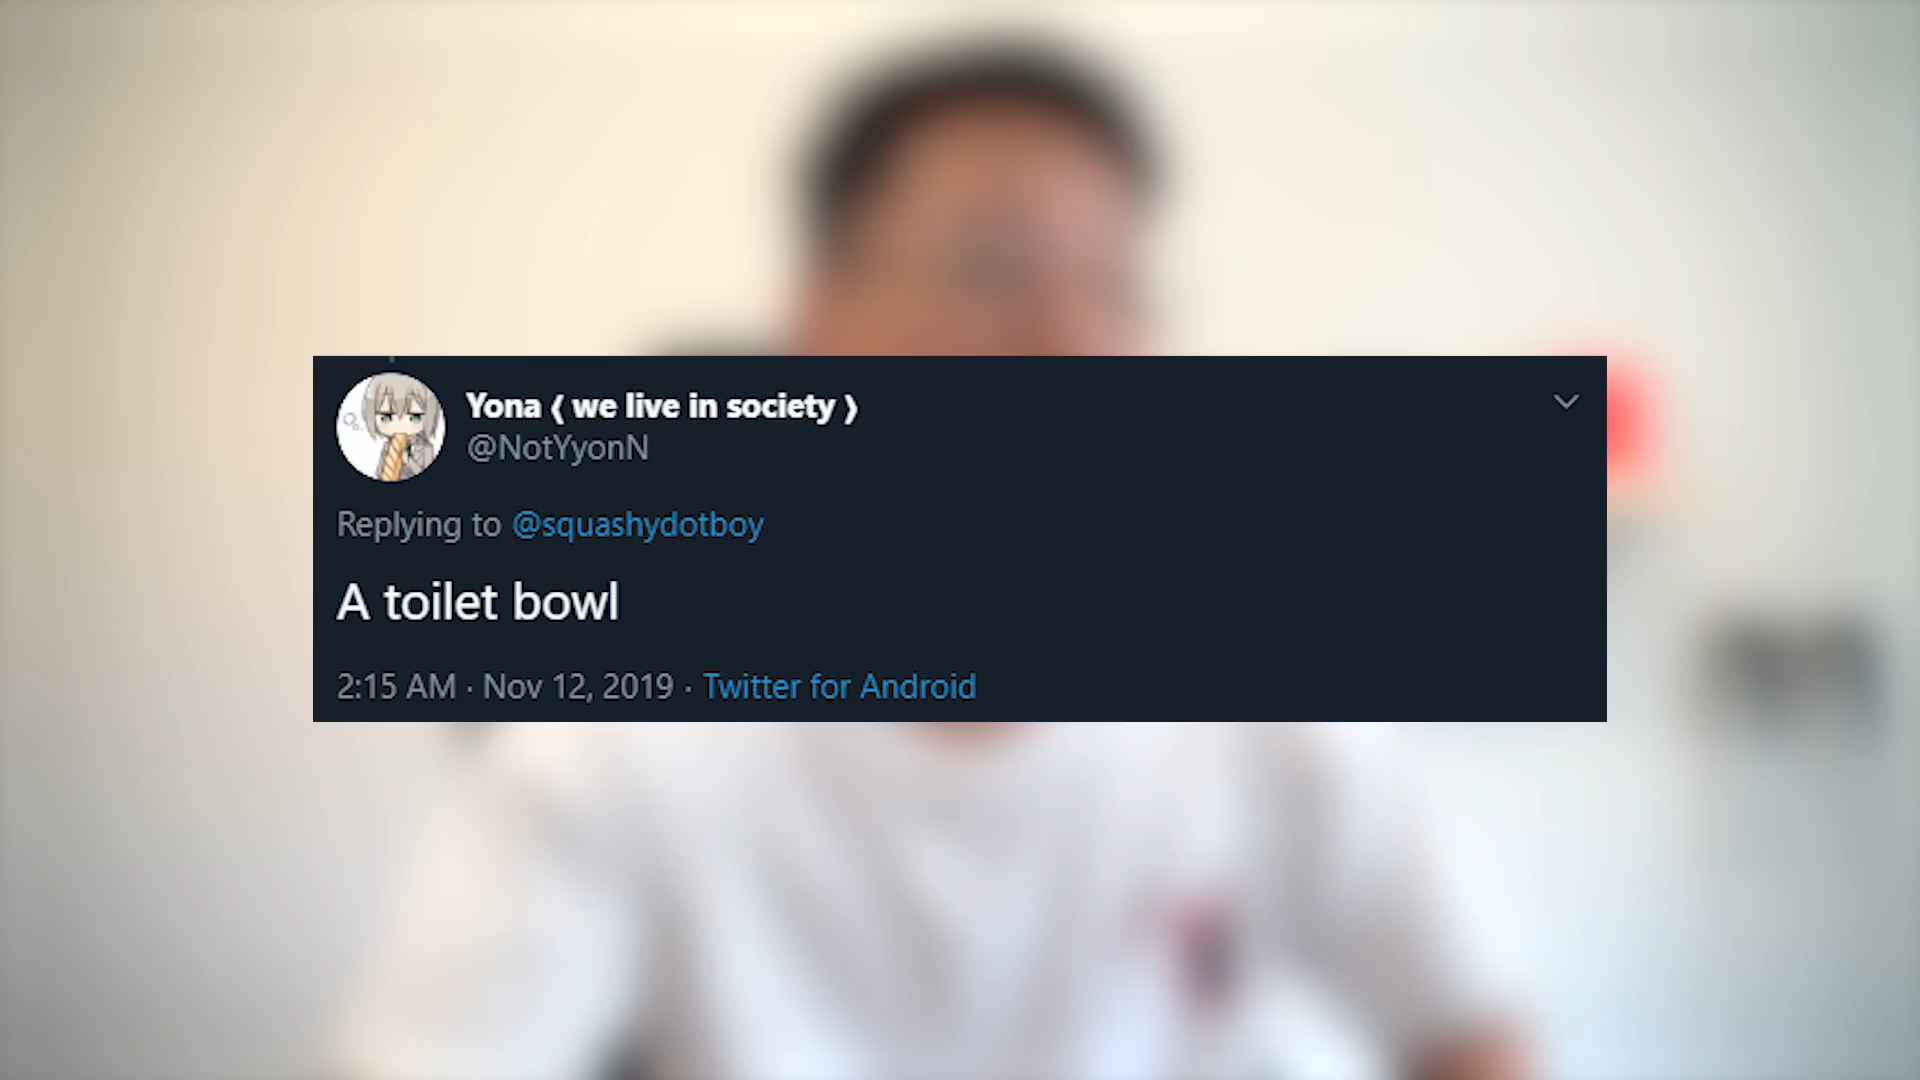 Yona ( we live in society )
@NotYyonN
Replying to @squashydotboy
A toilet bowl
2:15 AM · Nov 12, 2019 · Twitter for Android